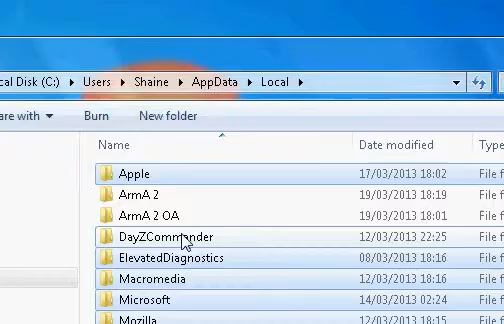 cal Disk (C:) ▸ Users ▸ Shaine ▸ AppData ▸ Local ▸
are with Burn New folder
Name Date modified Type
Apple 17/03/2013 18:02 File f
ArmA 2 19/03/2013 18:19 File f
ArmA 2 OA 19/03/2013 18:01 File f
DayZCommander 12/03/2013 22:25 File f
ElevatedDiagnostics 08/03/2013 18:16 File f
Macromedia 12/03/2013 18:16 File f
Microsoft 14/03/2013 02:24 File f
Mozilla 12/03/2013 18:15 File f